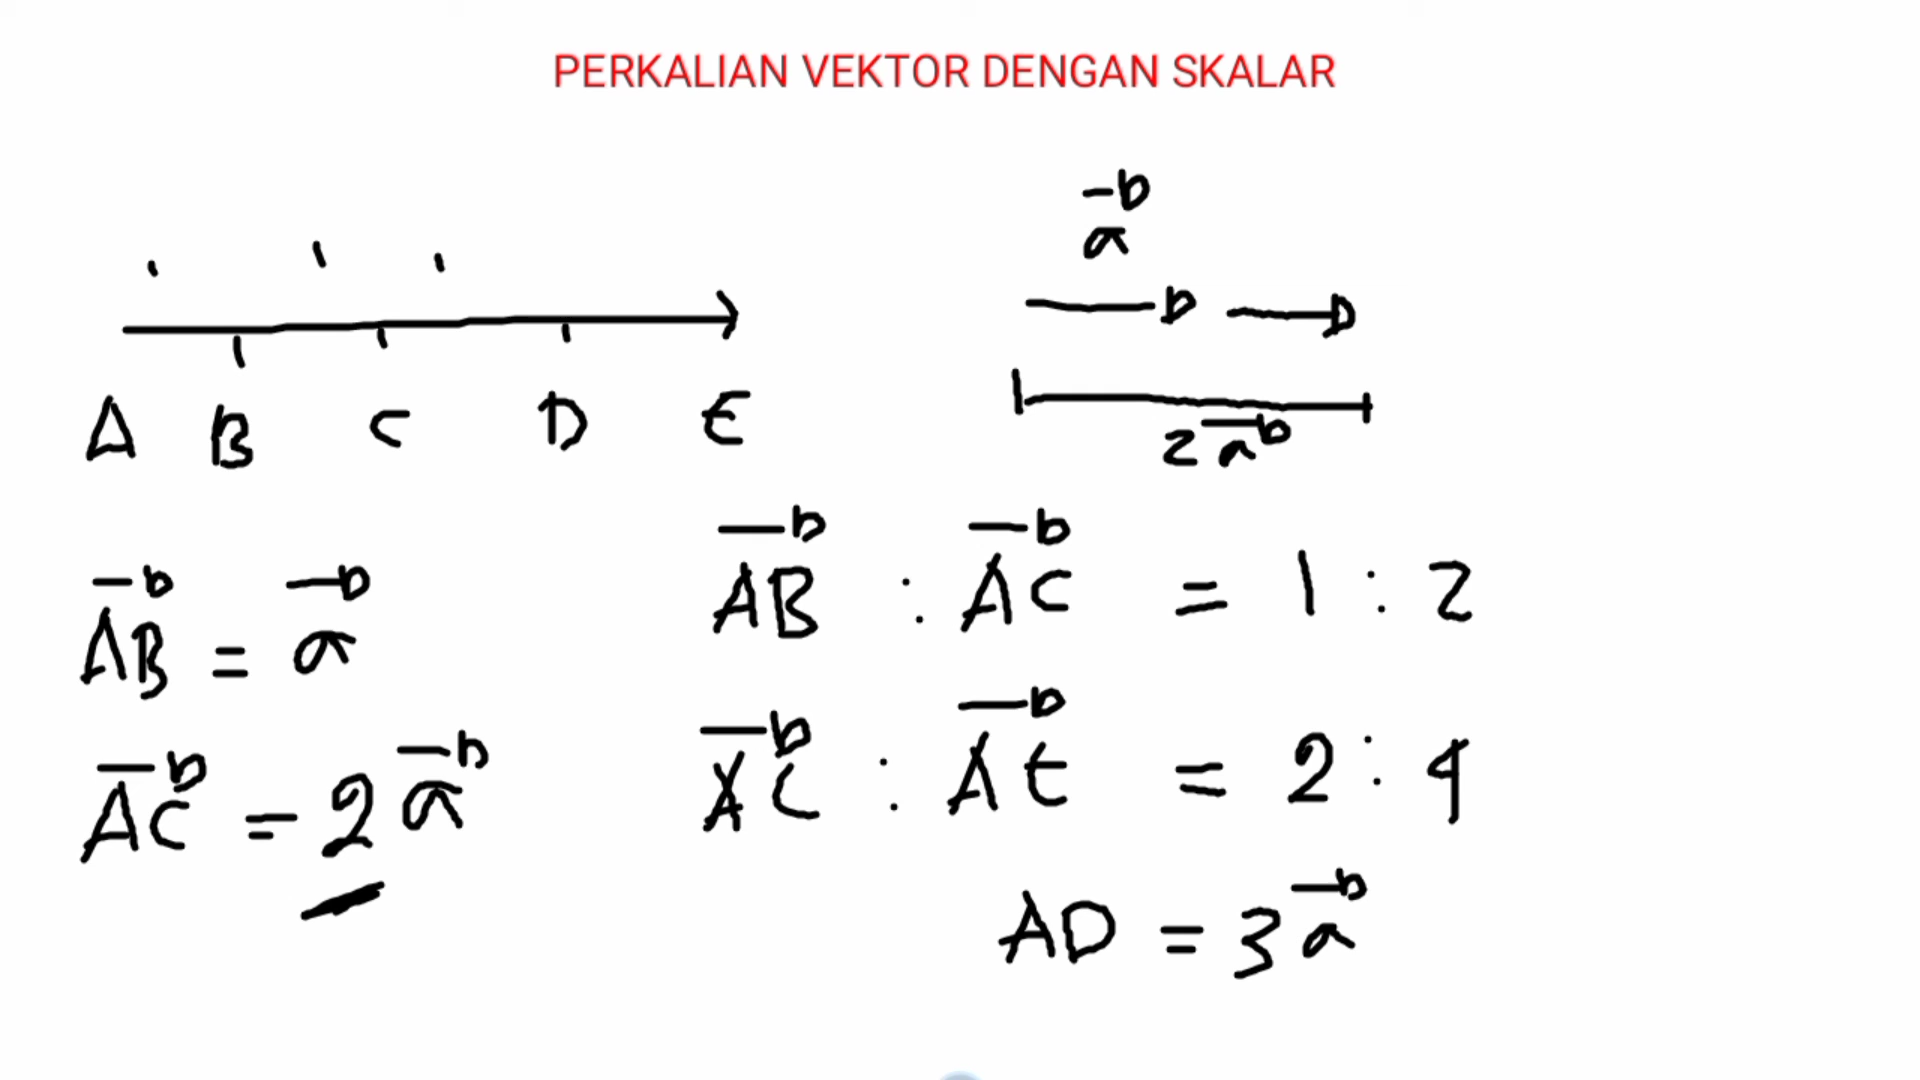 PERKALIAN VEKTOR DENGAN SKALAR
a⃗
A B C D E
2a⃗
AB⃗ : AC⃗ = 1 : 2
AB⃗ = a⃗
AC⃗ : AE⃗ = 2 : 4
AC⃗ = 2a⃗
AD = 3a⃗